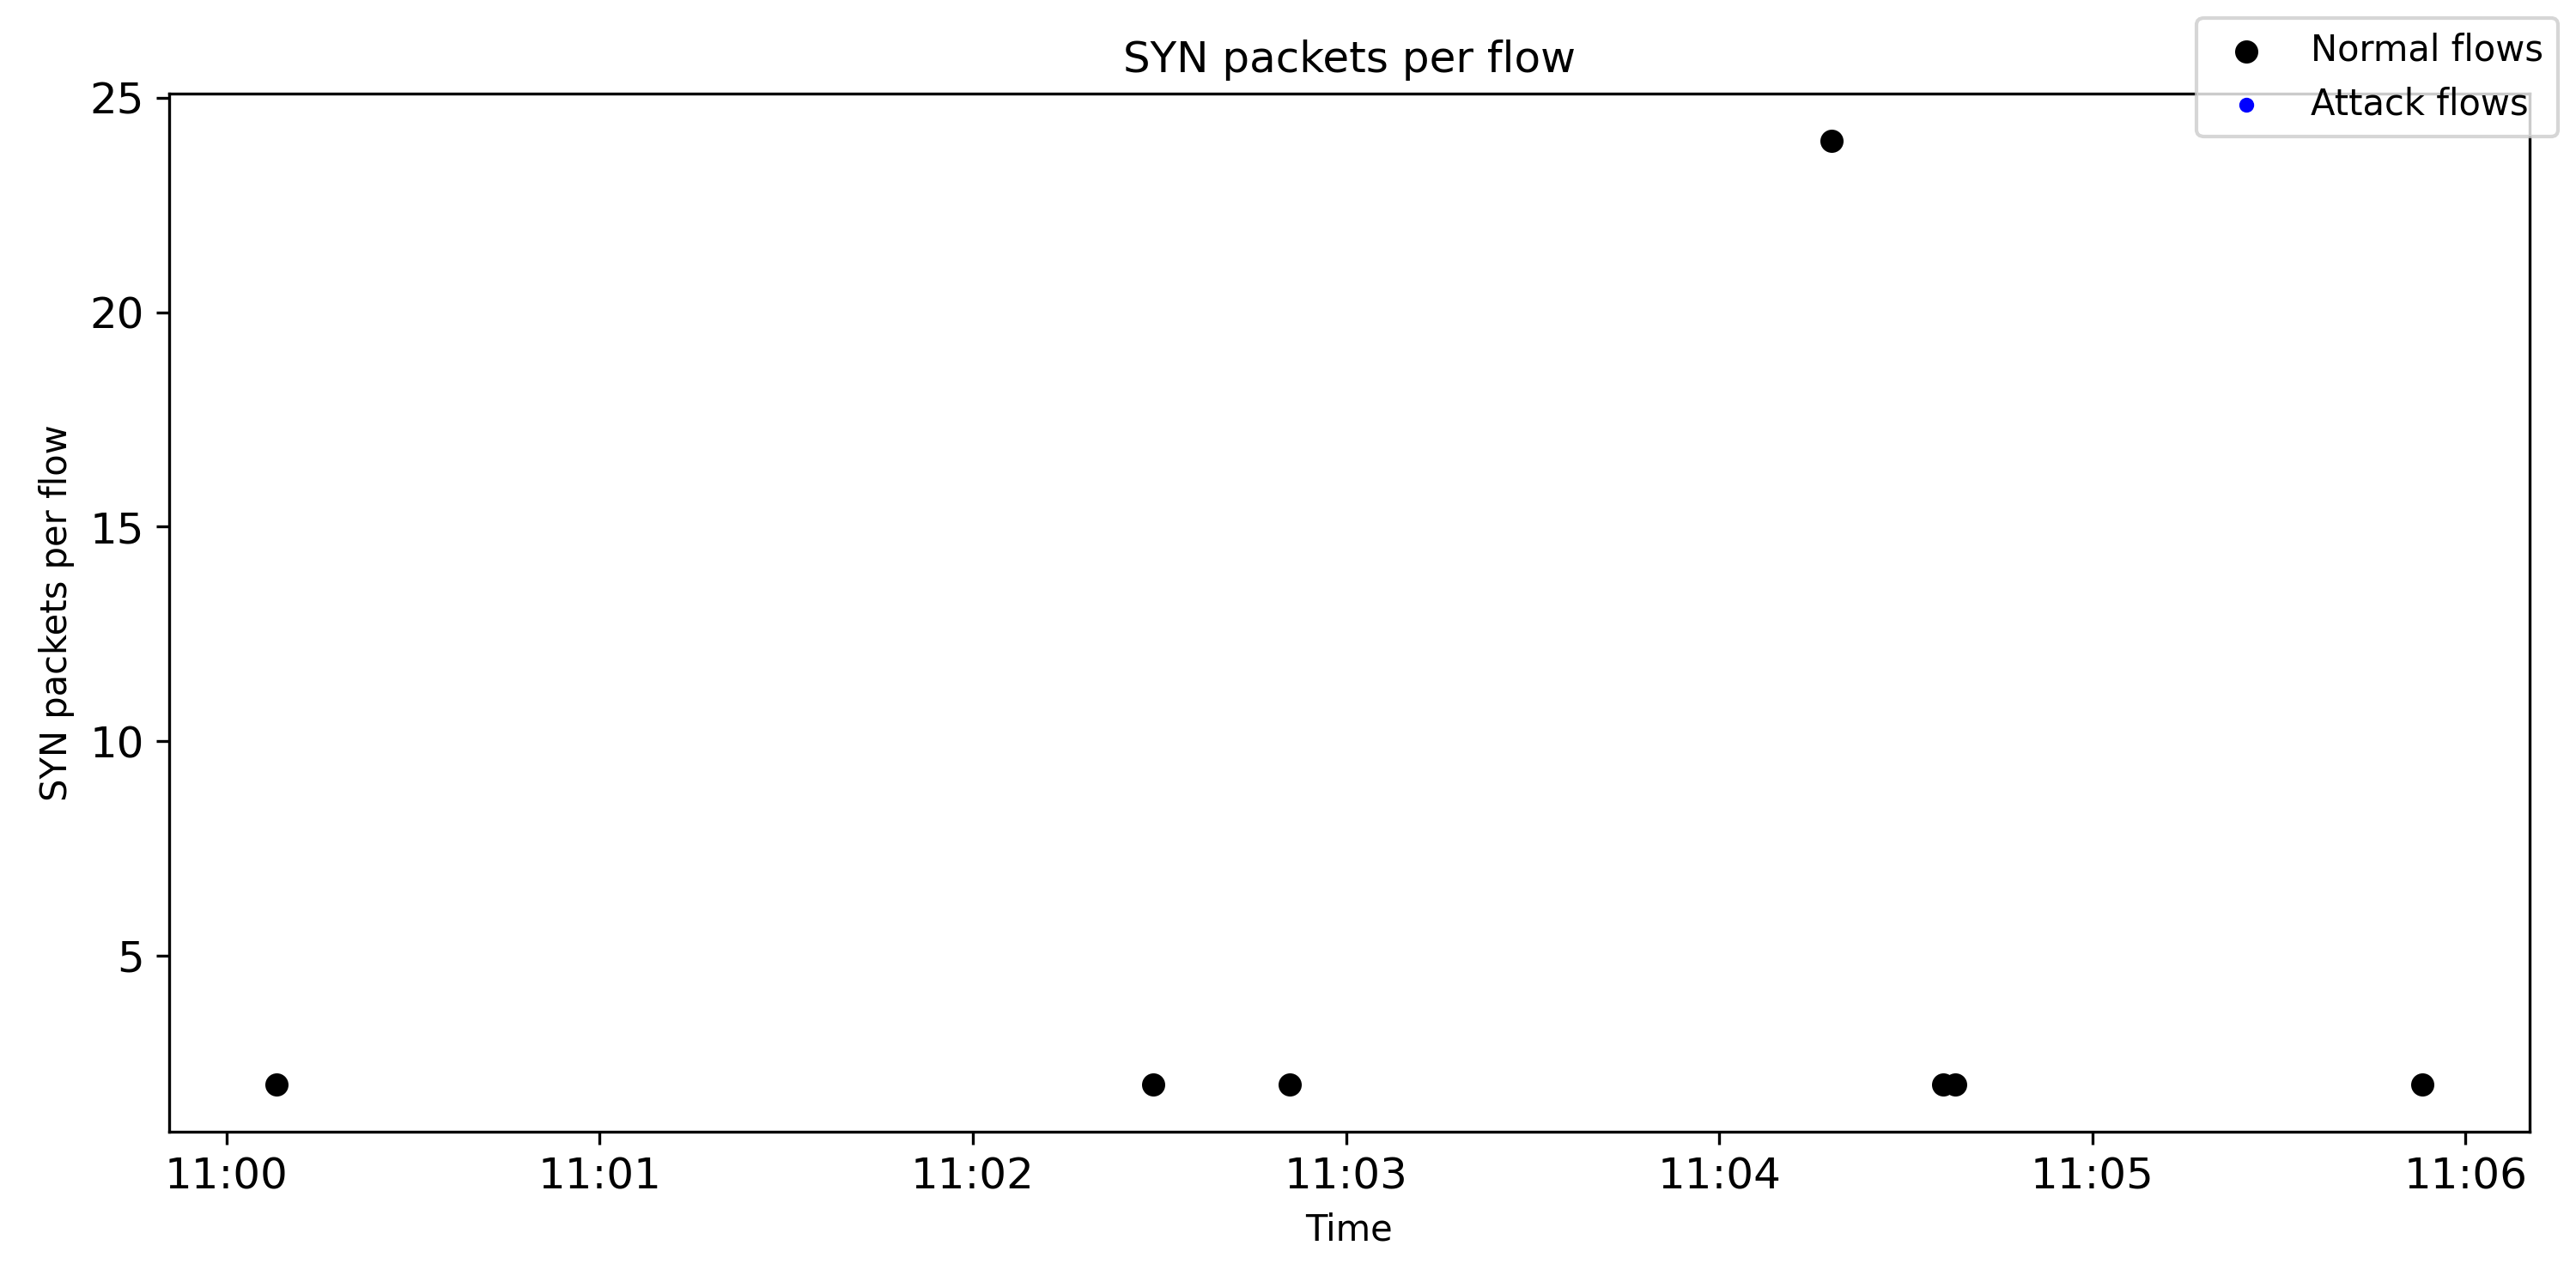 SYN packets per flow
Normal flows
Attack flows
25
20
15
10
5
SYN packets per flow
11:00 11:01 11:02 11:03 11:04 11:05 11:06
Time